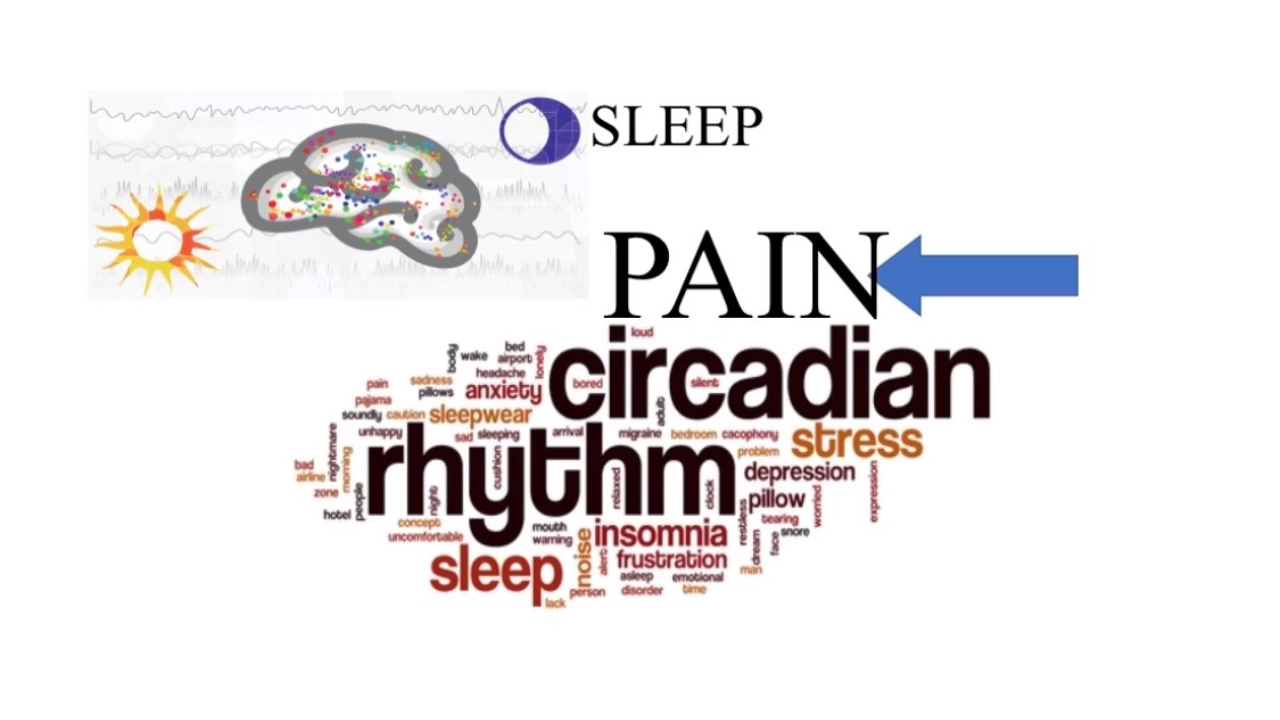 SLEEP
PAIN
loud
circadian
body
wake
bed
airport
lonely
headache
pain
sadness
pillows
anxiety
bored
silent
pajama
soundly
caution
sleepwear
adult
unhappy
sad
sleeping
arrival
migraine
bedroom
cacophony
stress
nightmare
morning
rhythm
cushion
problem
bad
airline
zone
people
night
relaxed
clock
depression
expression
pillow
worried
hotel
concept
uncomfortable
mouth
warning
insomnia
restless
tearing
snore
dream
face
sleep
noise
alert
frustration
man
asleep
emotional
person
disorder
time
lack